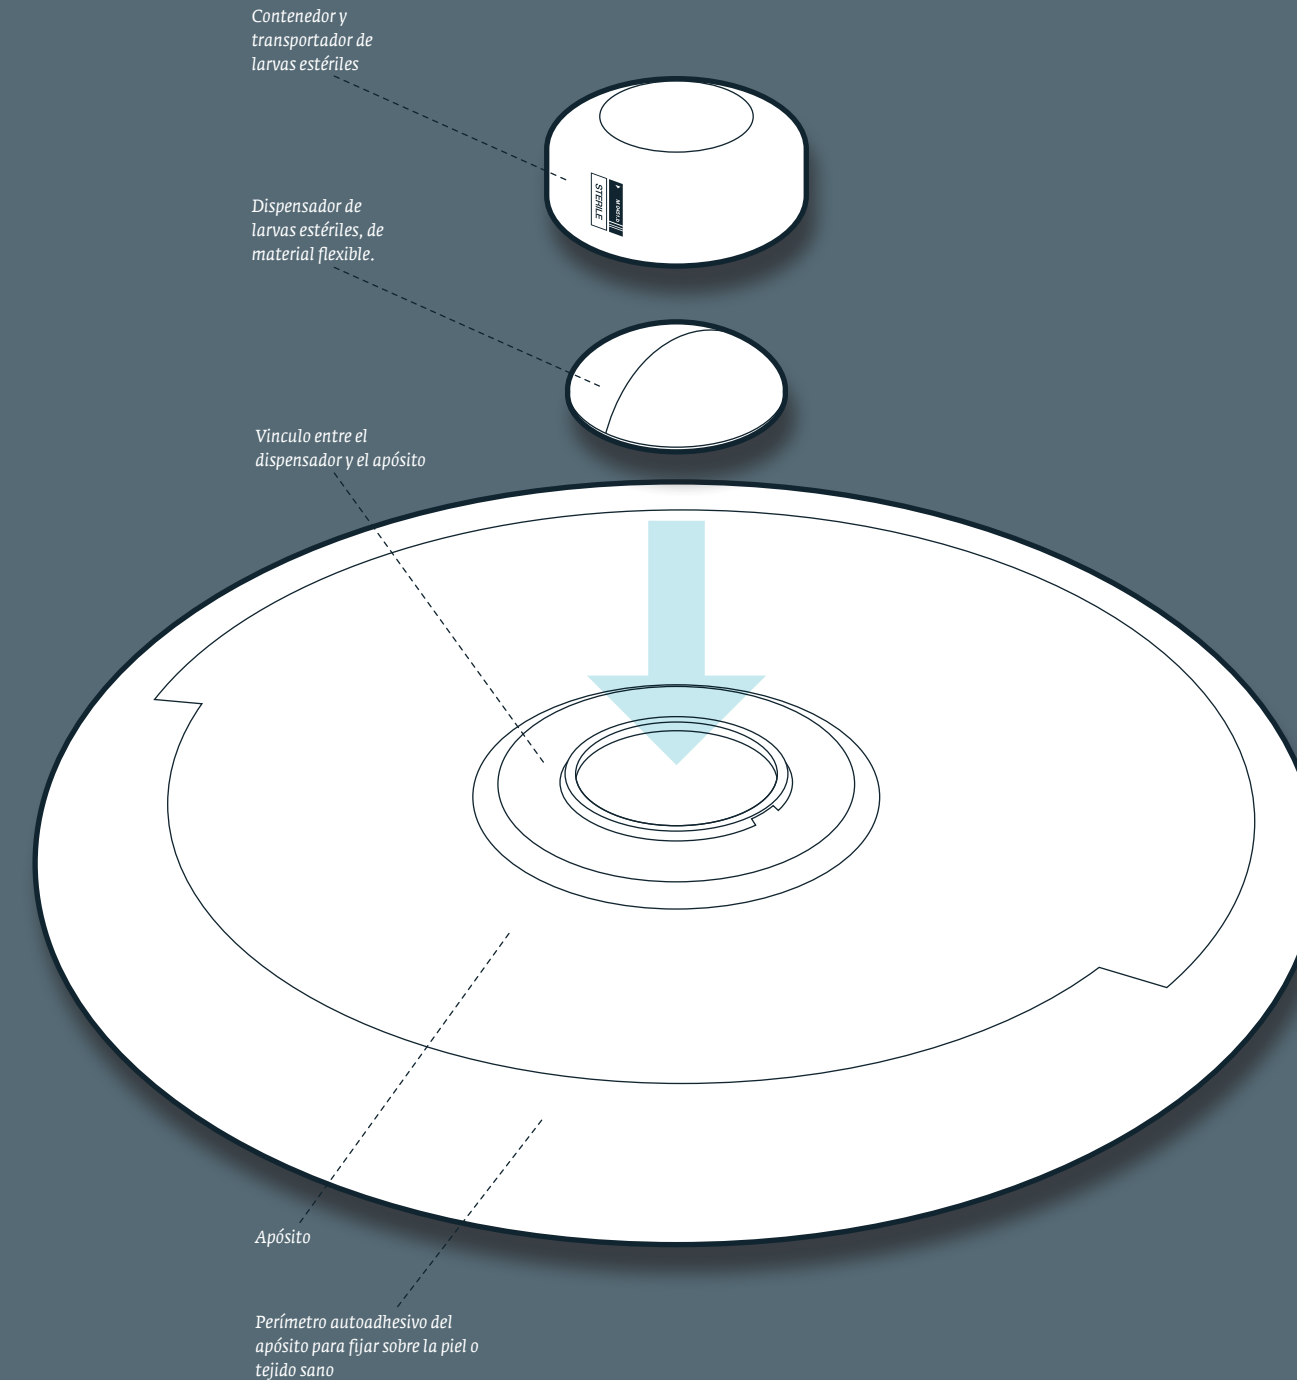 Contenedor y
transportador de
larvas estériles
STERILE
Dispensador de
larvas estériles, de
material flexible.
Vinculo entre el
dispensador y el apósito
Apósito
Perímetro autoadhesivo del
apósito para fijar sobre la piel o
tejido sano